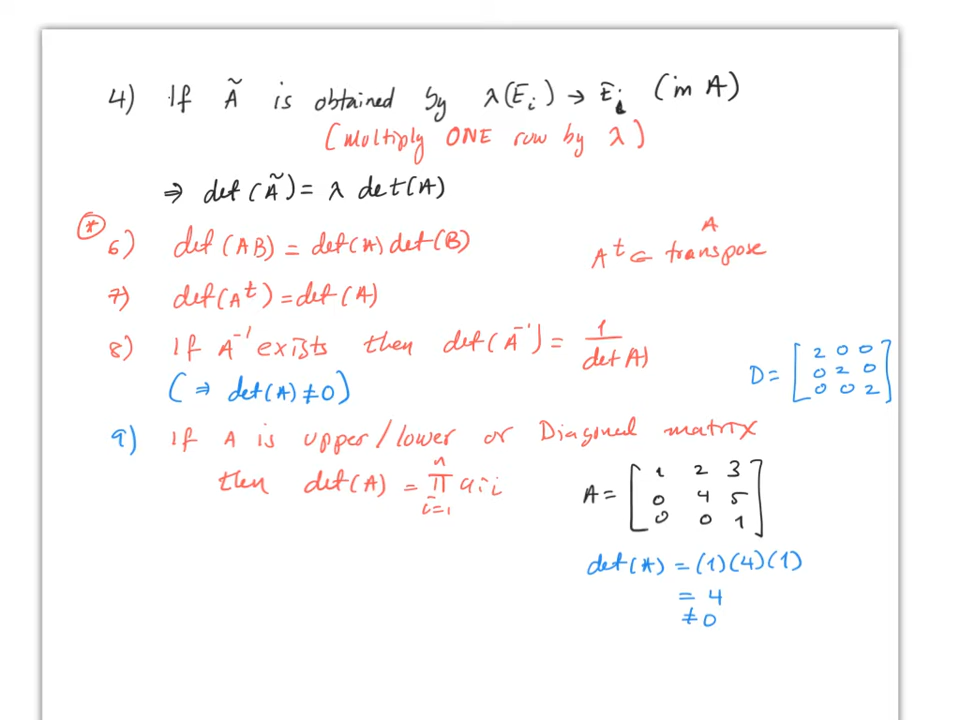 4) If Ã is obtained by λ(Eᵢ) → Eᵢ (in A)
(Multiply ONE row by λ)
⇒ det(Ã) = λ det(A)
(*)
6) det(AB) = det(A) det(B)
A
Aᵗ ← transpose
7) det(Aᵗ) = det(A)
8) If A⁻¹ exists then det(A⁻¹) = 1/det A)
(⇒ det(A) ≠ 0)
D = [2 0 0
0 2 0
0 0 2]
9) If A is upper/lower or Diagonal matrix
then det(A) = ∏ⁿᵢ₌₁ aᵢᵢ
A = [1 2 3
0 4 5
0 0 1]
det(A) = (1)(4)(1)
= 4
≠ 0